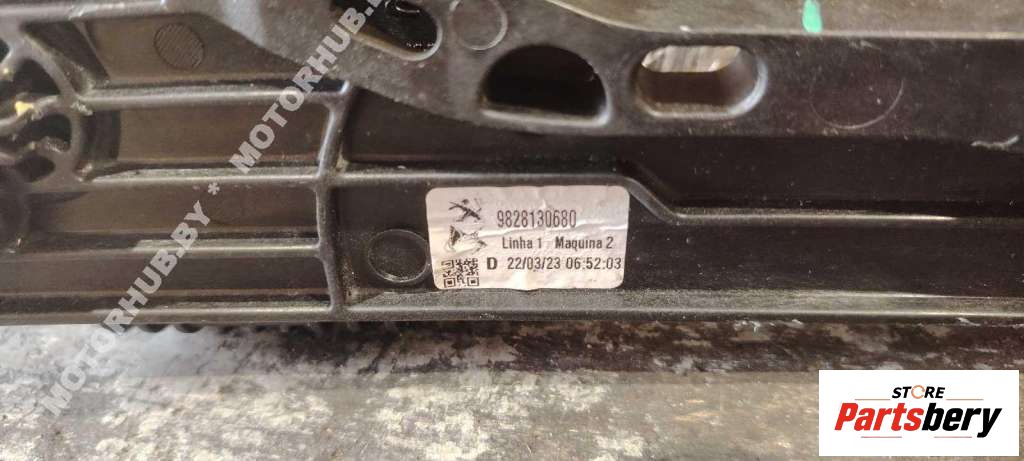 MOTORHUB.BY * MOTORHUB.BY
9828130680
Linha 1 - Maquina 2
D 22/03/23 06:52:03
STORE
Partsbery